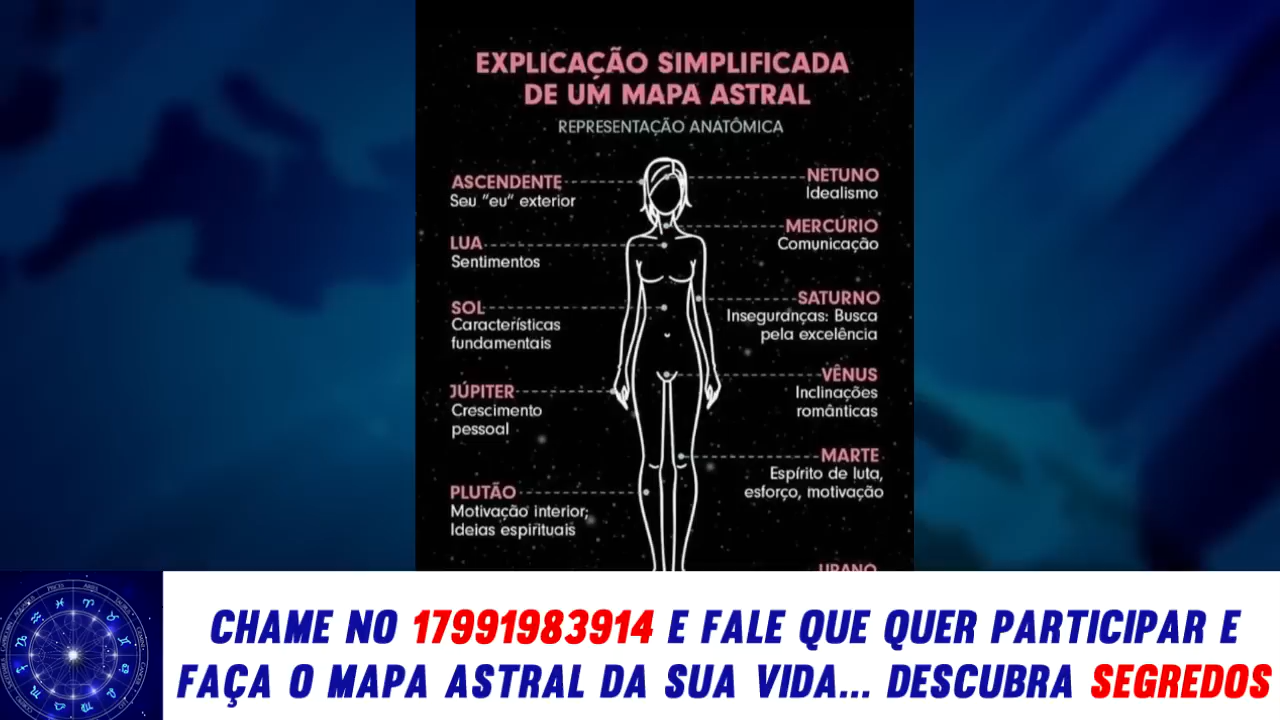 EXPLICAÇÃO SIMPLIFICADA
DE UM MAPA ASTRAL
REPRESENTAÇÃO ANATÔMICA
ASCENDENTE
Seu "eu" exterior
LUA
Sentimentos
SOL
Características
fundamentais
JÚPITER
Crescimento
pessoal
PLUTÃO
Motivação interior;
Ideias espirituais
NETUNO
Idealismo
MERCÚRIO
Comunicação
SATURNO
Inseguranças: Busca
pela excelência
VÊNUS
Inclinações
românticas
MARTE
Espírito de luta,
esforço, motivação
URANO
CHAME NO 17991983914 E FALE QUE QUER PARTICIPAR E
FAÇA O MAPA ASTRAL DA SUA VIDA... DESCUBRA SEGREDOS